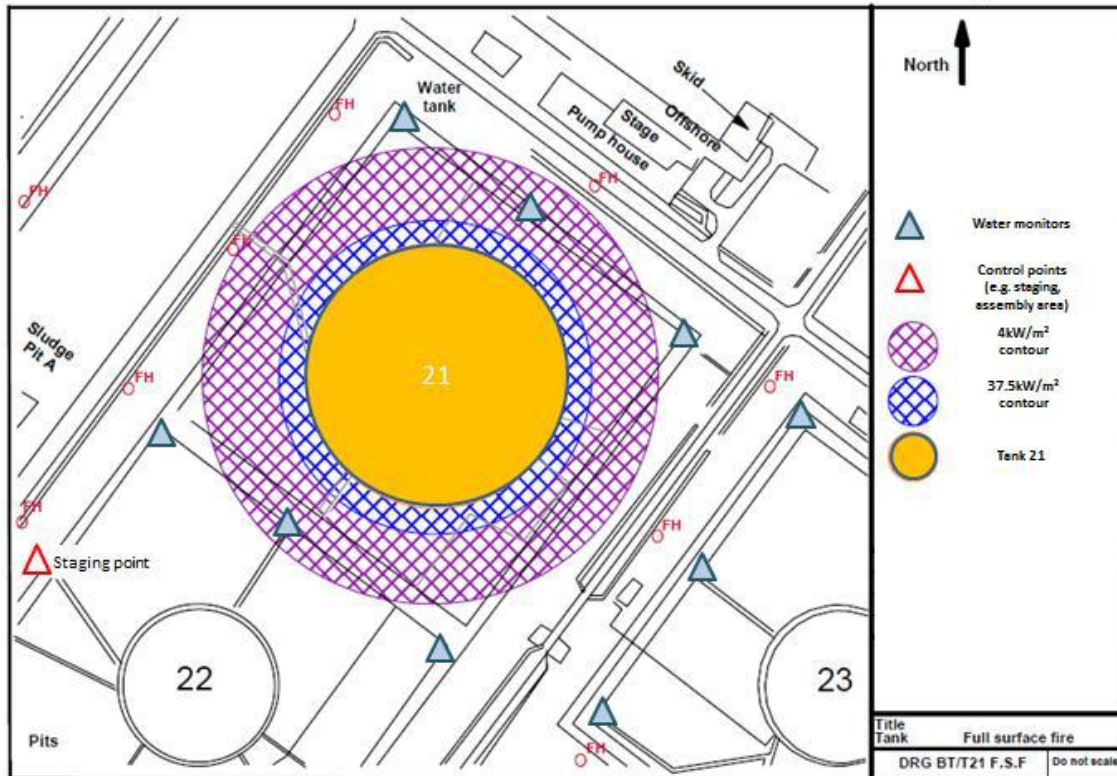 Water
tank
Skid
Offshore
Stage
Pump house
FH
FH
FH
FH
FH
FH
FH
FH
FH
Sludge
Pit A
21
Staging point
22
23
Pits
North
Water monitors
Control points
(e.g. staging,
assembly area)
4kW/m²
contour
37.5kW/m²
contour
Tank 21
Title
Tank Full surface fire
DRG BT/T21 F.S.F Do not scale